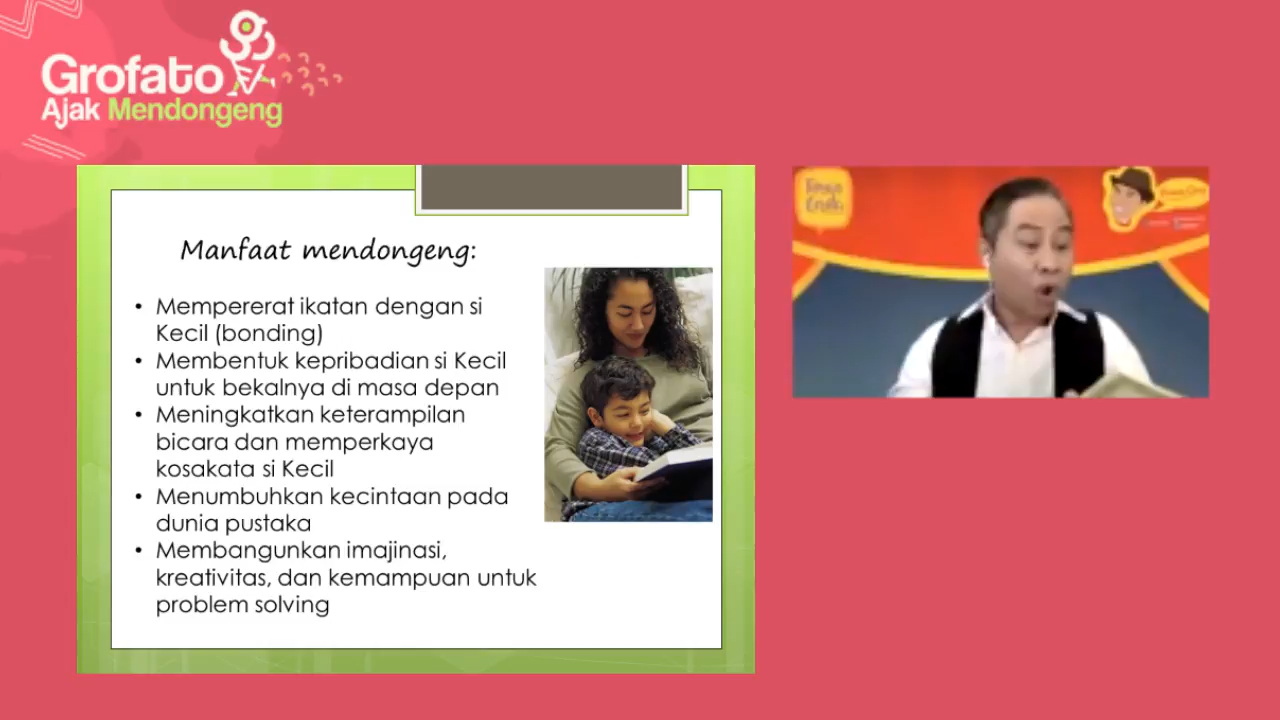 Grofato
Ajak Mendongeng
Manfaat mendongeng:
• Mempererat ikatan dengan si
Kecil (bonding)
• Membentuk kepribadian si Kecil
untuk bekalnya di masa depan
• Meningkatkan keterampilan
bicara dan memperkaya
kosakata si Kecil
• Menumbuhkan kecintaan pada
dunia pustaka
• Membangunkan imajinasi,
kreativitas, dan kemampuan untuk
problem solving